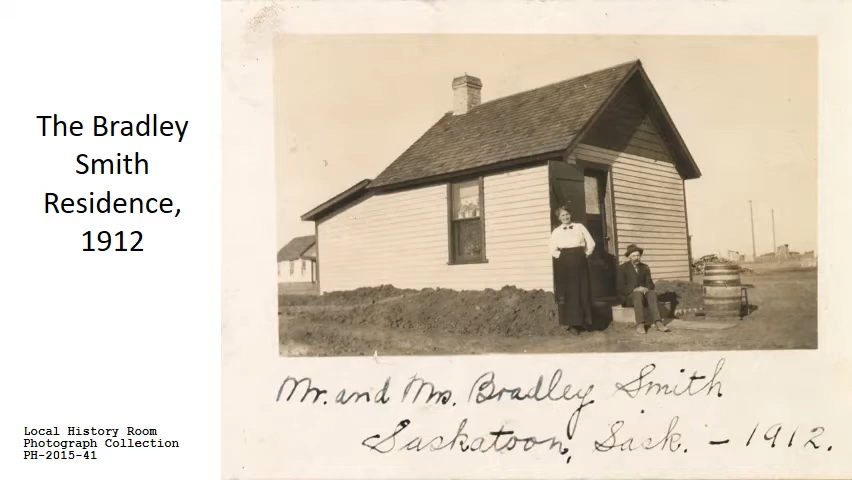 The Bradley
Smith
Residence,
1912
Local History Room
Photograph Collection
PH-2015-41
Mr. and Mrs. Bradley Smith
Saskatoon, Sask. - 1912.